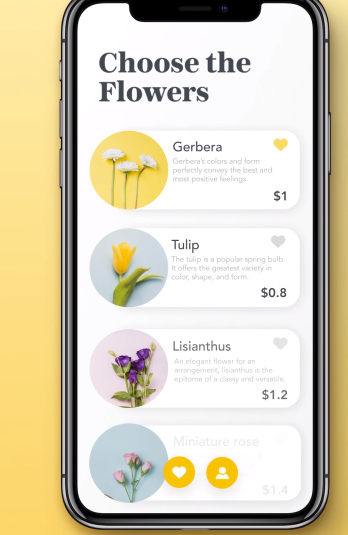 Choose the
Flowers
Gerbera
Gerbera's colors and form
perfectly convey the best and
most positive feelings.
$1
Tulip
The tulip is a popular spring bulb.
It offers the greatest variety in
color, shape, and form.
$0.8
Lisianthus
An elegant flower for an
arrangement, lisianthus is the
epitome of a classy and versatile.
$1.2
Miniature rose
$1.4